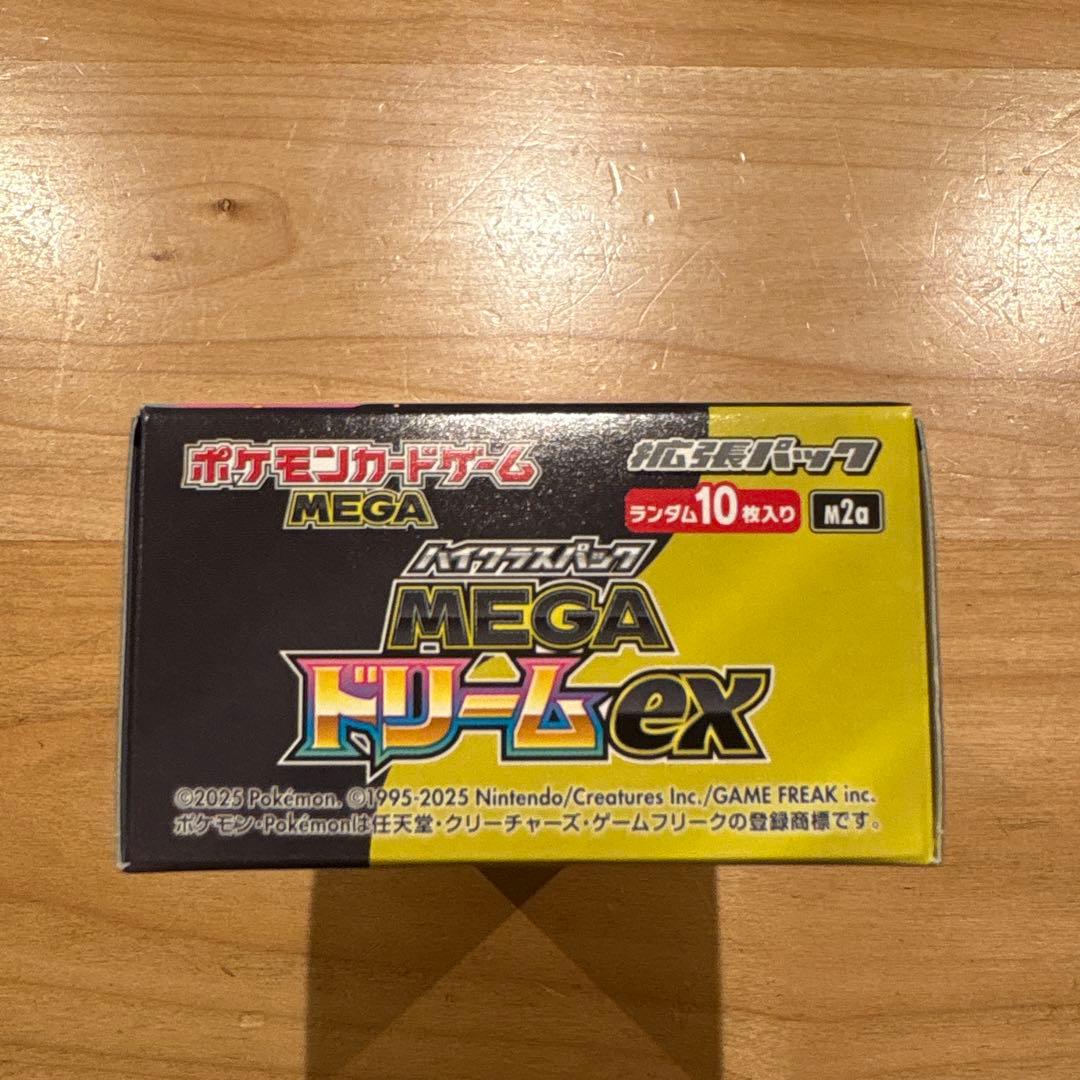 ポケモンカードゲーム
MEGA
拡張パック
ランダム10枚入り
M2a
ハイクラスパック
MEGA
ドリームex
©2025 Pokémon. ©1995-2025 Nintendo/Creatures Inc./GAME FREAK inc.
ポケモン・Pokémonは任天堂・クリーチャーズ・ゲームフリークの登録商標です。